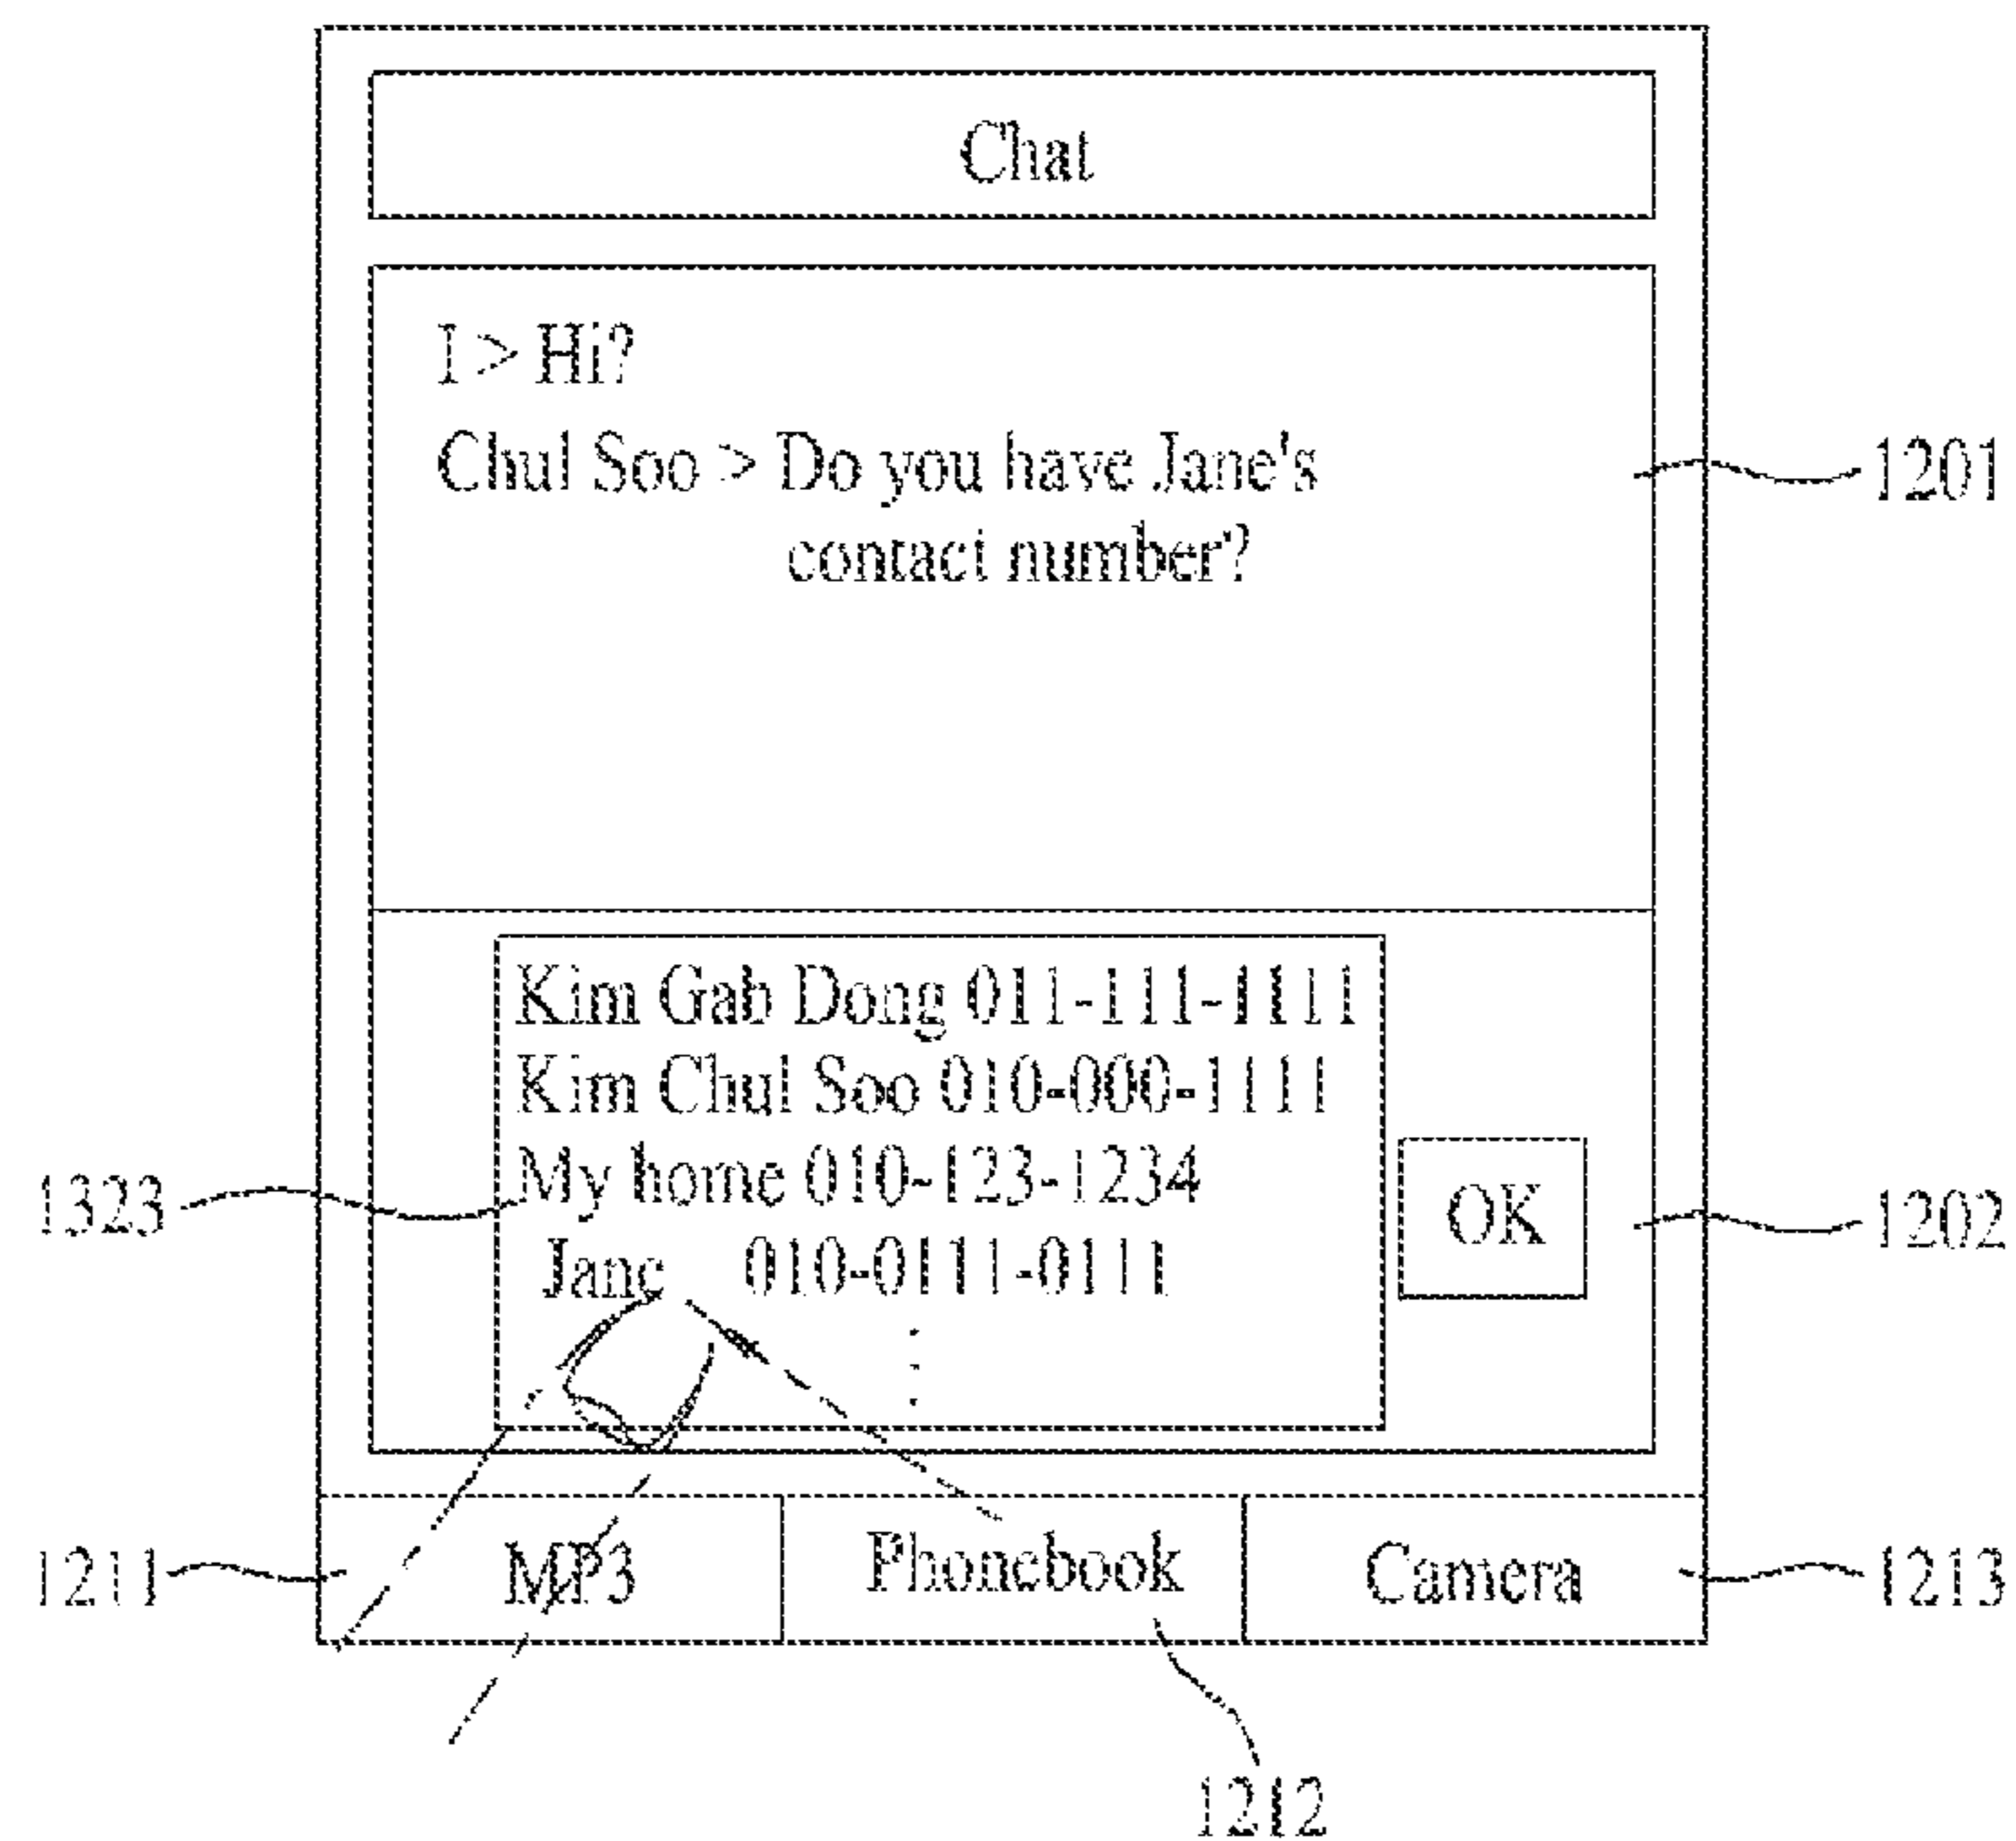 Chat
I > Hi?
Chul Soo > Do you have Jane's
contact number?
1201
Kim Gab Dong 011-111-1111
Kim Chul Soo 010-000-1111
My home 010-123-1234
1323
OK
1202
Jane 010-0111-0111
1211
MP3
Phonebook
Camera
1213
1212